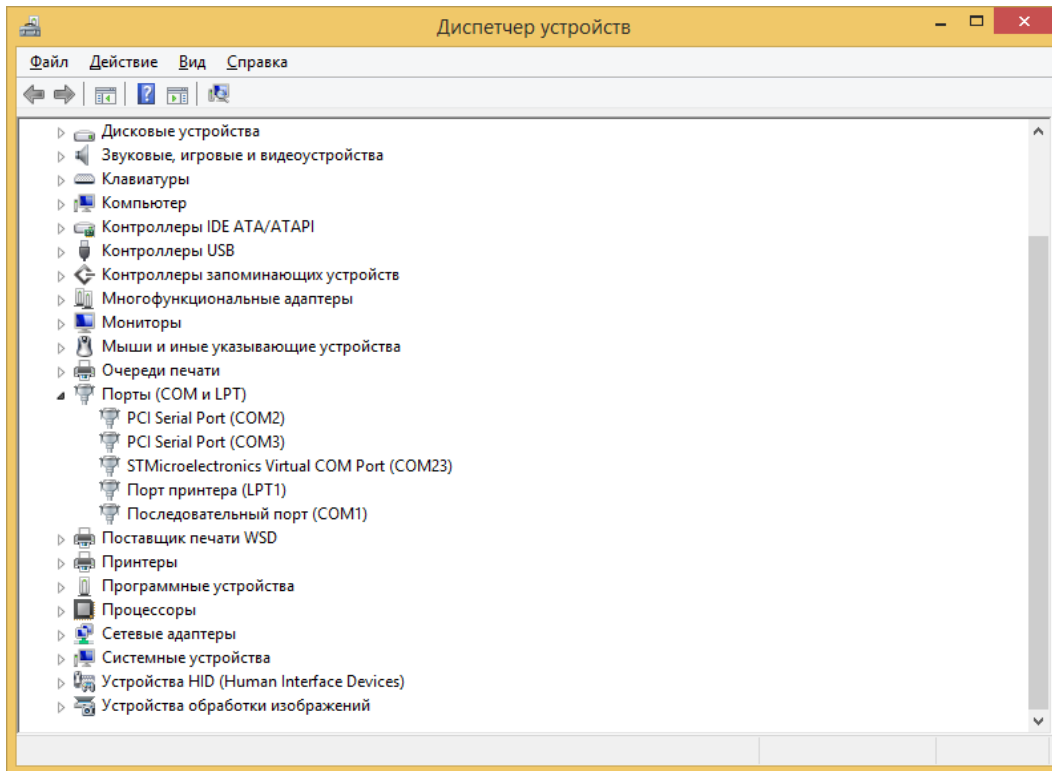 Диспетчер устройств
Файл Действие Вид Справка
Дисковые устройства
Звуковые, игровые и видеоустройства
Клавиатуры
Компьютер
Контроллеры IDE ATA/ATAPI
Контроллеры USB
Контроллеры запоминающих устройств
Многофункциональные адаптеры
Мониторы
Мыши и иные указывающие устройства
Очереди печати
Порты (COM и LPT)
PCI Serial Port (COM2)
PCI Serial Port (COM3)
STMicroelectronics Virtual COM Port (COM23)
Порт принтера (LPT1)
Последовательный порт (COM1)
Поставщик печати WSD
Принтеры
Программные устройства
Процессоры
Сетевые адаптеры
Системные устройства
Устройства HID (Human Interface Devices)
Устройства обработки изображений